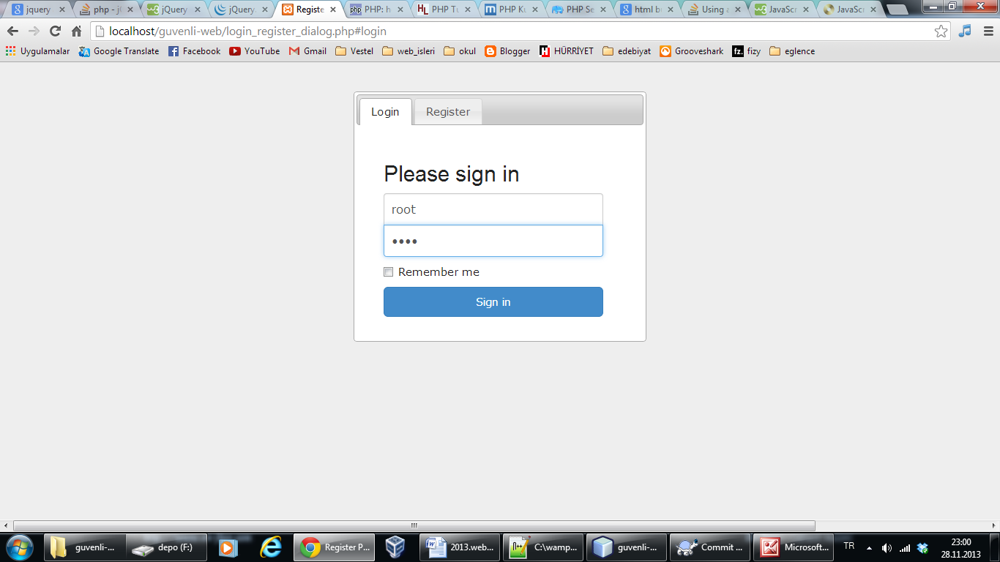 jquery
php - jQ
jQuery
jQuery
Registe
PHP: h
PHP Tu
PHP Ku
PHP Se
html b
Using a
JavaScr
JavaScr
localhost/guvenli-web/login_register_dialog.php#login
Uygulamalar Google Translate Facebook YouTube Gmail Vestel web_isleri okul Blogger HÜRRİYET edebiyat Grooveshark fizy eglence
Login Register
Please sign in
root
••••
Remember me
Sign in
guvenli-... depo (F:) Register P... 2013.web... C:\wamp... guvenli-... Commit ... Microsoft... TR 23:00
28.11.2013